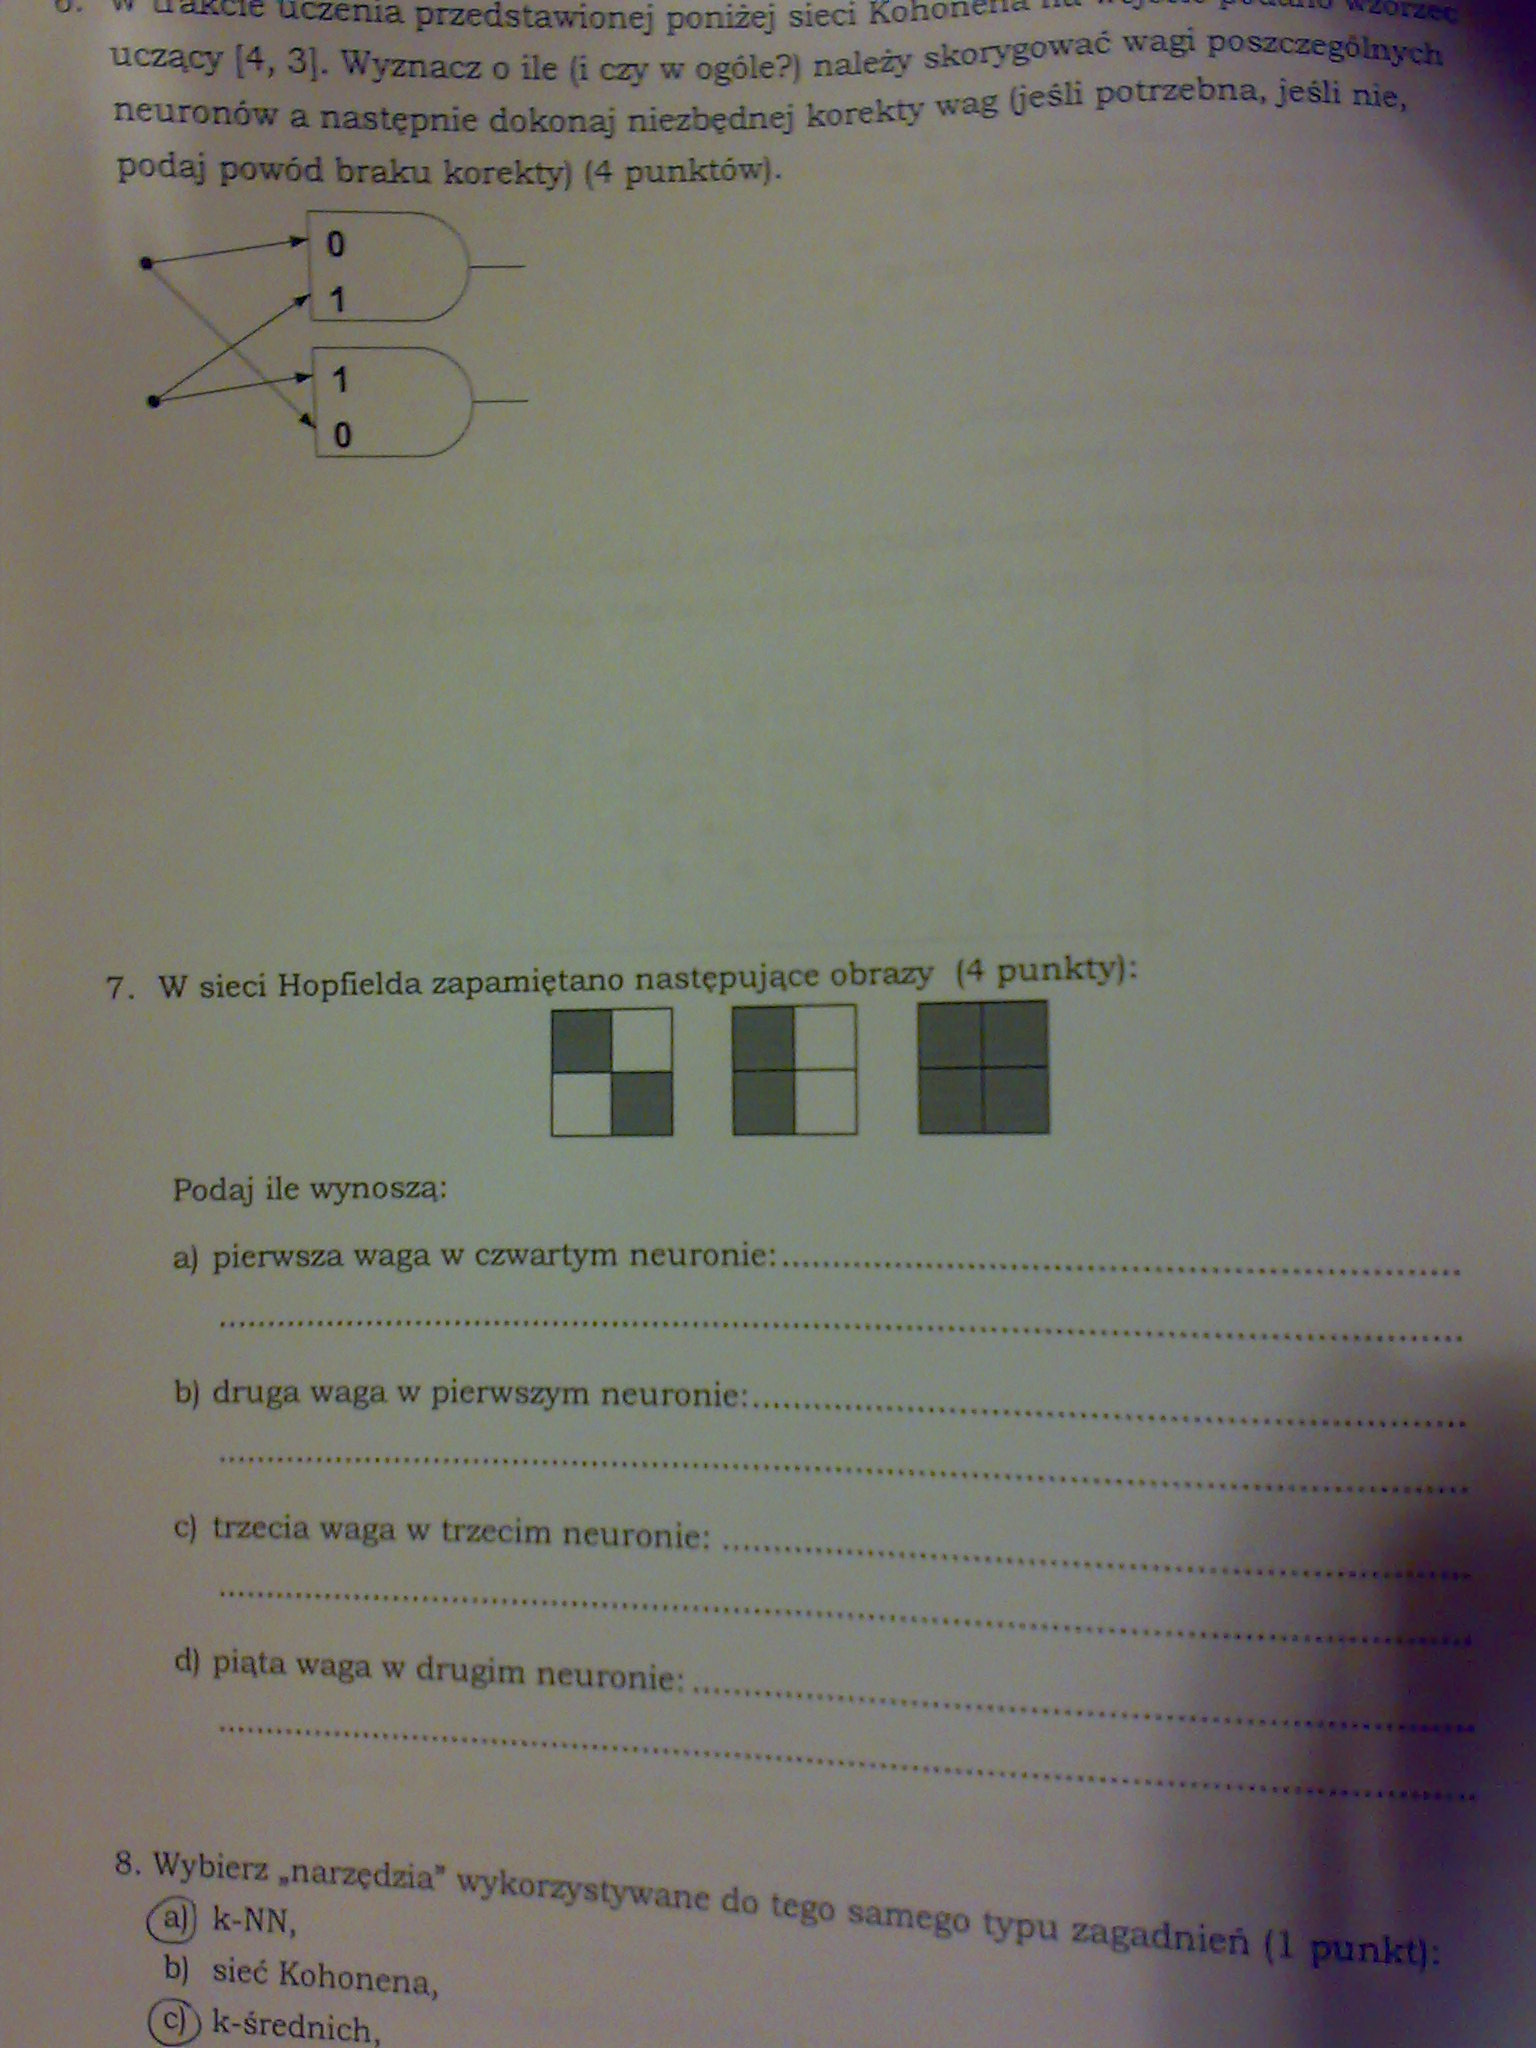 6. W trakcie uczenia przedstawionej poniżej sieci Kohonena na wejście podano wzorzec
uczący [4, 3]. Wyznacz o ile (i czy w ogóle?) należy skorygować wagi poszczególnych
neuronów a następnie dokonaj niezbędnej korekty wag (jeśli potrzebna, jeśli nie,
podaj powód braku korekty) (4 punktów).
0
1
1
0
7. W sieci Hopfielda zapamiętano następujące obrazy (4 punkty):
Podaj ile wynoszą:
a) pierwsza waga w czwartym neuronie:
b) druga waga w pierwszym neuronie:
c) trzecia waga w trzecim neuronie:
d) piąta waga w drugim neuronie:
8. Wybierz „narzędzia" wykorzystywane do tego samego typu zagadnień (1 punkt):
a) k-NN,
b) sieć Kohonena,
c) k-średnich,